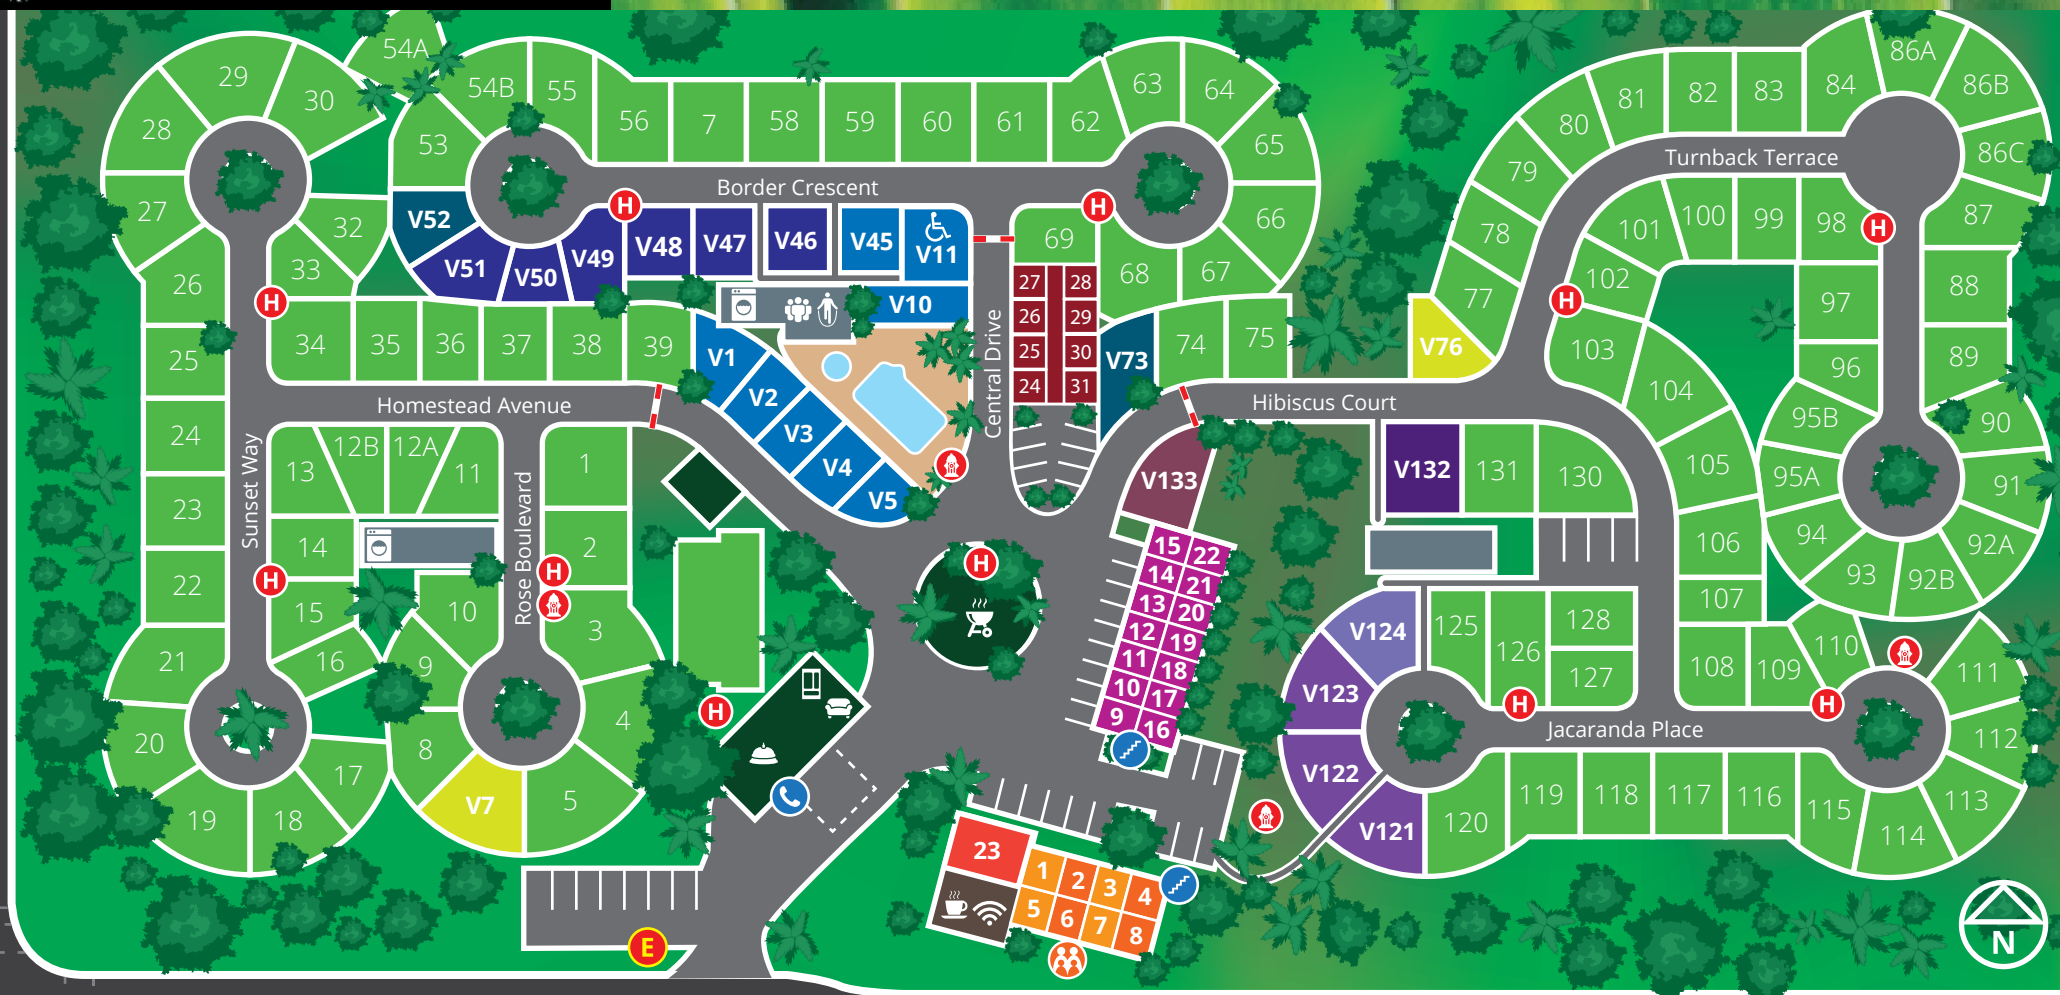 54A
29
30
28
27
26
25
24
23
22
21
20
19
18
17
16
15
14
13
12B
12A
11
10
9
8
V7
5
4
3
2
1
32
33
34
35
36
37
38
39
53
54B
55
56
7
58
59
60
61
62
63
64
65
66
67
68
69
Border Crescent
V52
V51
V50
V49
V48
V47
V46
V45
V11
V10
V1
V2
V3
V4
V5
Homestead Avenue
Sunset Way
Rose Boulevard
Central Drive
27
28
26
29
25
30
24
31
V73
74
75
V76
77
78
79
80
81
82
83
84
86A
86B
86C
87
88
89
90
91
92A
92B
93
94
95A
95B
96
97
98
99
100
101
102
103
104
105
106
107
108
109
110
111
112
113
114
115
116
117
118
119
120
V121
V122
V123
V124
125
126
127
128
130
131
V132
V133
Turnback Terrace
Hibiscus Court
Jacaranda Place
15
22
14
21
13
20
12
19
11
18
10
17
9
16
23
1
2
3
4
5
6
7
8
H
H
H
H
H
H
H
H
H
H
H
H
E
N